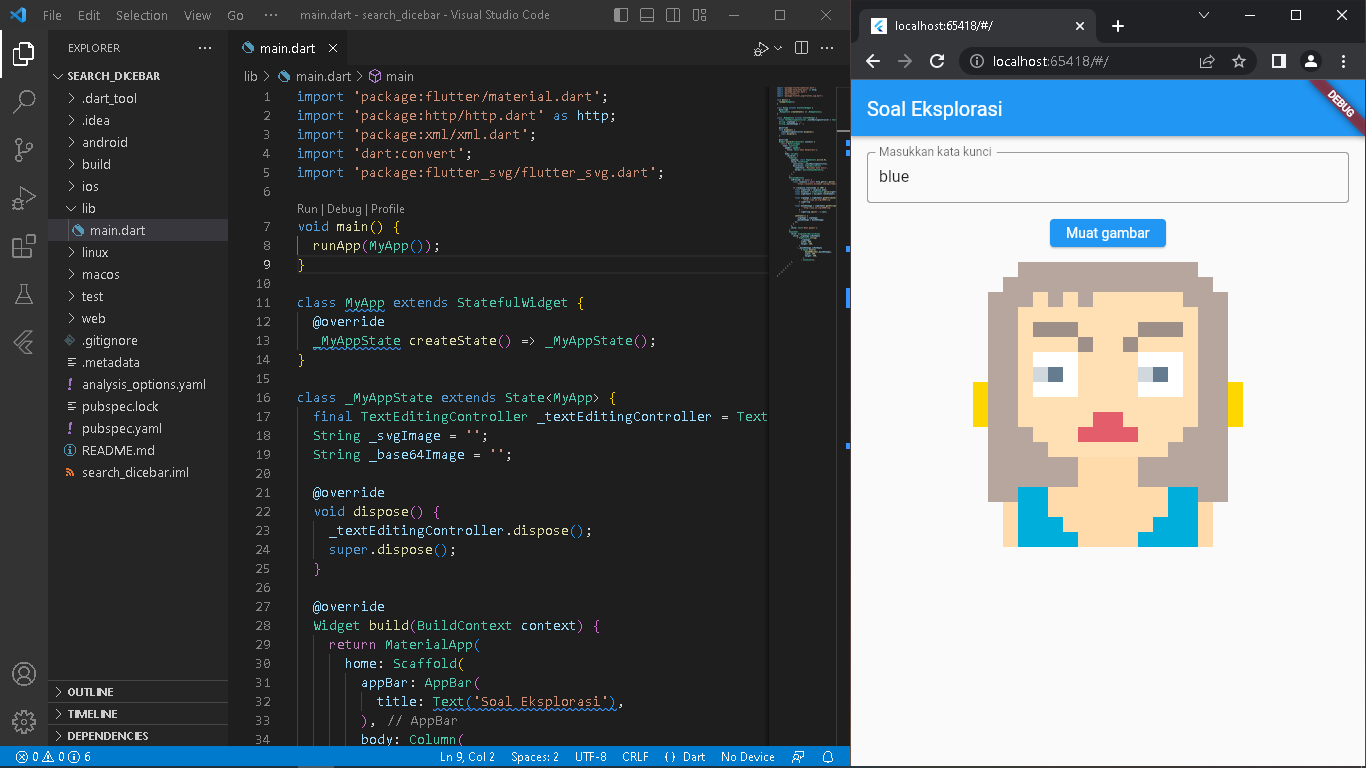 File Edit Selection View Go ··· main.dart - search_dicebar - Visual Studio Code
EXPLORER
SEARCH_DICEBAR
.dart_tool
.idea
android
build
ios
lib
main.dart
linux
macos
test
web
.gitignore
.metadata
analysis_options.yaml
pubspec.lock
pubspec.yaml
README.md
search_dicebar.iml
OUTLINE
TIMELINE
DEPENDENCIES
main.dart
lib > main.dart > main
1 import 'package:flutter/material.dart';
2 import 'package:http/http.dart' as http;
3 import 'package:xml/xml.dart';
4 import 'dart:convert';
5 import 'package:flutter_svg/flutter_svg.dart';
6
Run | Debug | Profile
7 void main() {
8 runApp(MyApp());
9 }
10
11 class MyApp extends StatefulWidget {
12 @override
13 _MyAppState createState() => _MyAppState();
14 }
15
16 class _MyAppState extends State<MyApp> {
17 final TextEditingController _textEditingController = Text
18 String _svgImage = '';
19 String _base64Image = '';
20
21 @override
22 void dispose() {
23 _textEditingController.dispose();
24 super.dispose();
25 }
26
27 @override
28 Widget build(BuildContext context) {
29 return MaterialApp(
30 home: Scaffold(
31 appBar: AppBar(
32 title: Text('Soal Eksplorasi'),
33 ), // AppBar
34 body: Column(
0 0 6 Ln 9, Col 2 Spaces: 2 UTF-8 CRLF {} Dart No Device
localhost:65418/#/
localhost:65418/#/
Soal Eksplorasi
DEBUG
Masukkan kata kunci
blue
Muat gambar